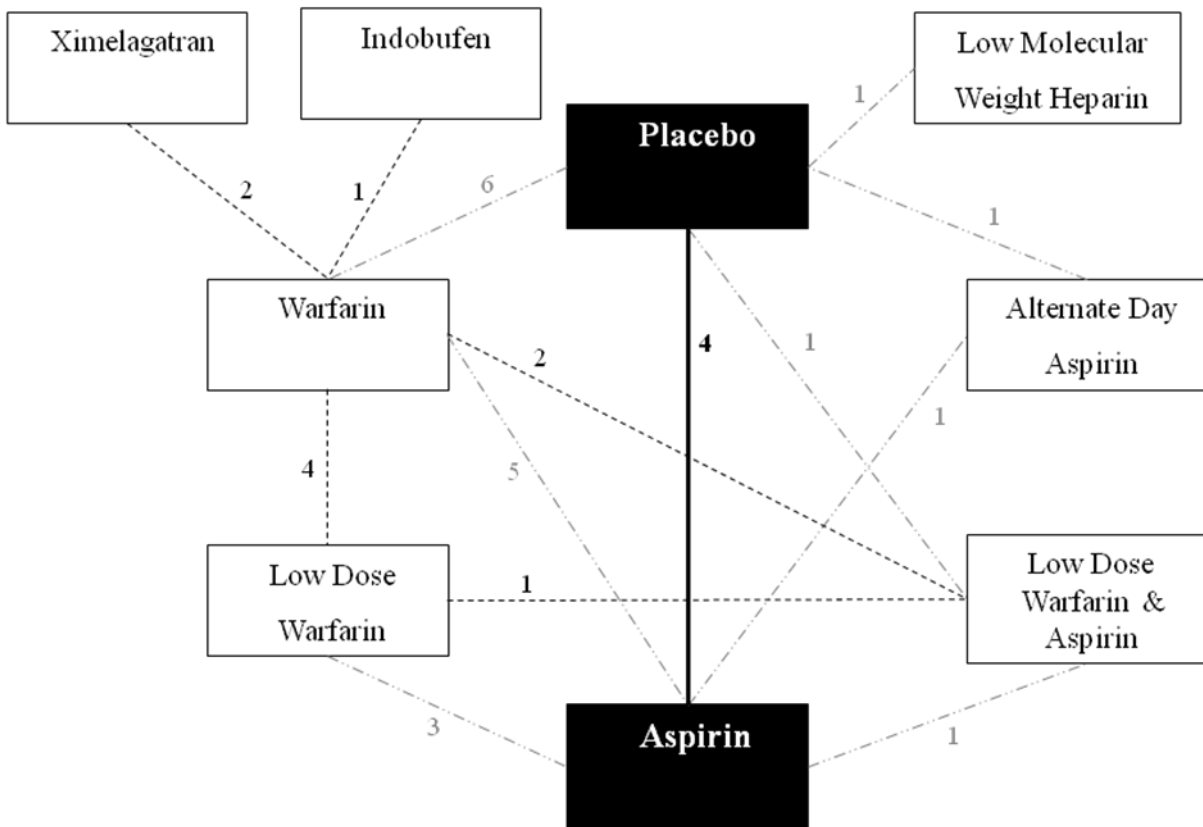 Ximelagatran
Indobufen
Low Molecular
Weight Heparin
1
Placebo
2
1
6
1
Warfarin
Alternate Day
Aspirin
2
4
1
1
4
5
Low Dose
Warfarin
1
Low Dose
Warfarin &
Aspirin
3
Aspirin
1